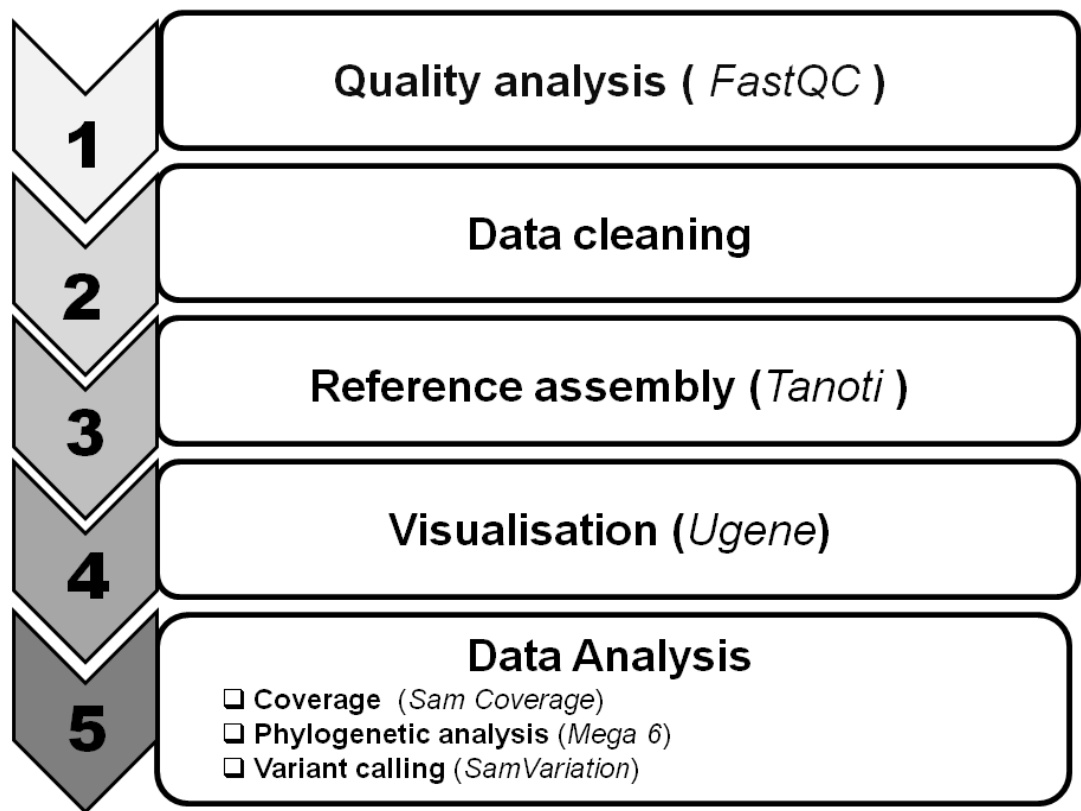 1
Quality analysis ( FastQC )
2
Data cleaning
3
Reference assembly (Tanoti )
4
Visualisation (Ugene)
5
Data Analysis
❑ Coverage (Sam Coverage)
❑ Phylogenetic analysis (Mega 6)
❑ Variant calling (SamVariation)